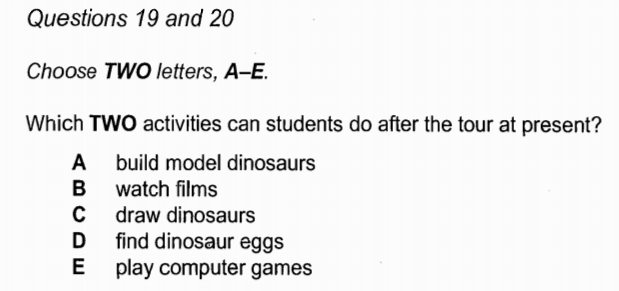 Questions 19 and 20
Choose TWO letters, A–E.
Which TWO activities can students do after the tour at present?
A build model dinosaurs
B watch films
C draw dinosaurs
D find dinosaur eggs
E play computer games